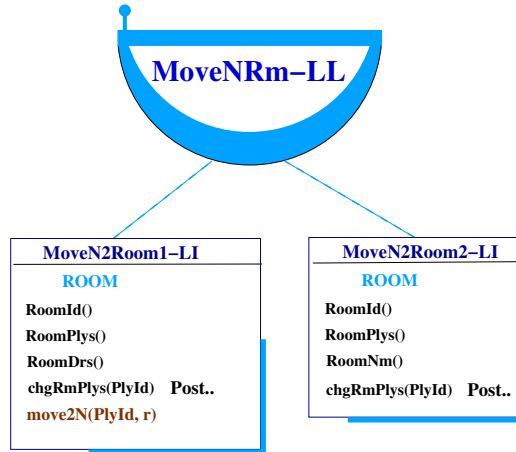 MoveNRm–LL
MoveN2Room1–LI
ROOM
RoomId()
RoomPlys()
RoomDrs()
chgRmPlys(PlyId) Post..
move2N(PlyId, r)
MoveN2Room2–LI
ROOM
RoomId()
RoomPlys()
RoomNm()
chgRmPlys(PlyId) Post..